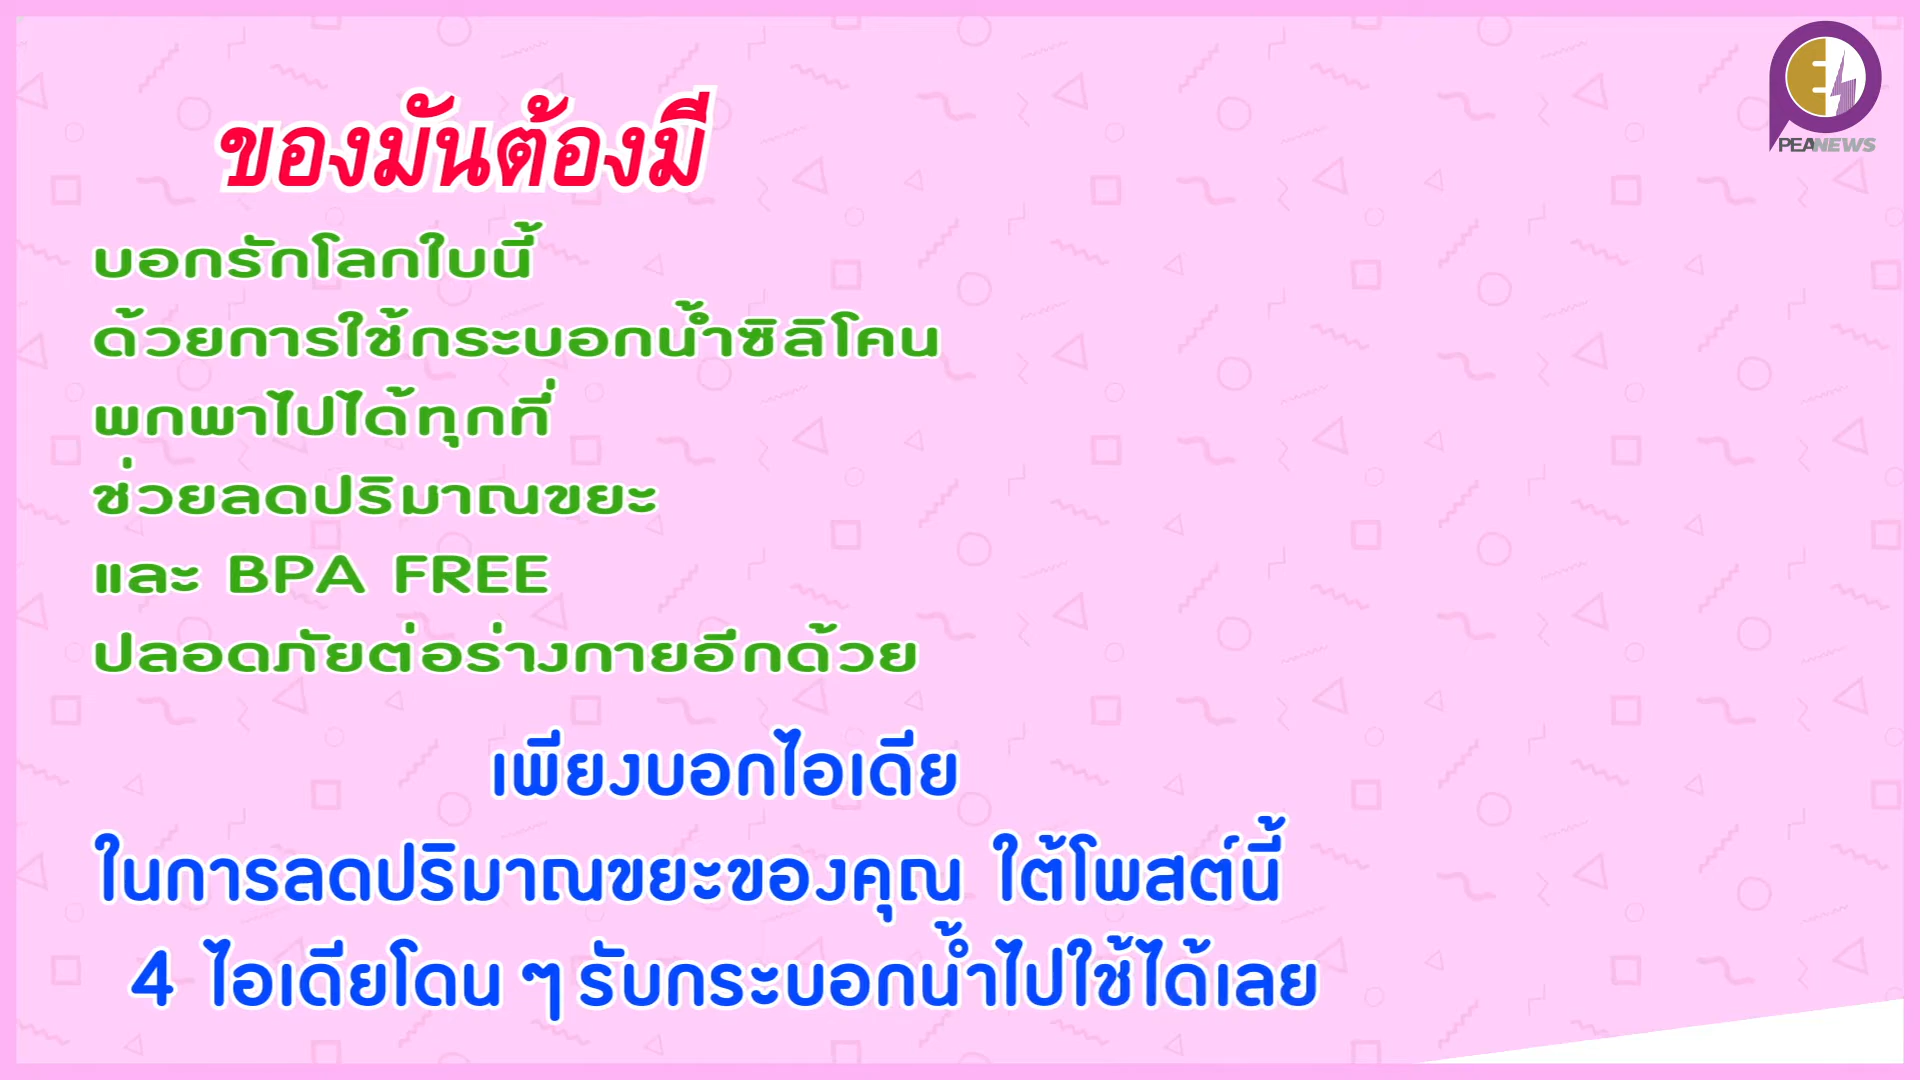 PEANEWS
ของมันต้องมี
บอกรักโลกใบนี้
ด้วยการใช้กระบอกน้ำซิลิโคน
พกพาไปได้ทุกที่
ช่วยลดปริมาณขยะ
และ BPA FREE
ปลอดภัยต่อร่างกายอีกด้วย
เพียงบอกไอเดีย
ในการลดปริมาณขยะของคุณ ใต้โพสต์นี้
4 ไอเดียโดน ๆ รับกระบอกน้ำไปใช้ได้เลย